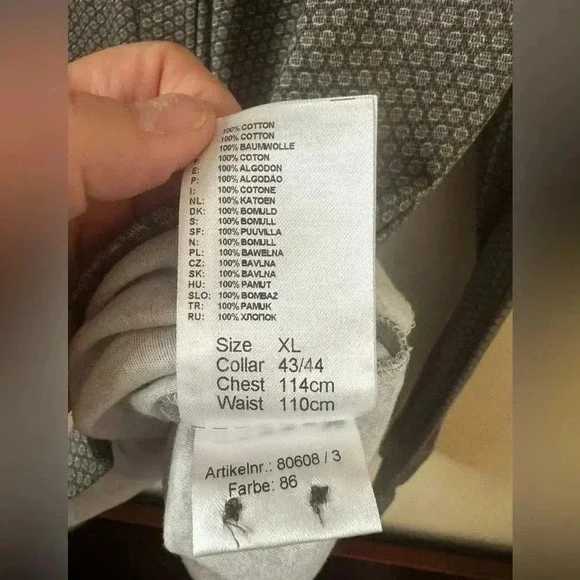 100% COTTON
100% COTTON
100% BAUMWOLLE
100% COTON
E: 100% ALGODON
P: 100% ALGODÃO
I: 100% COTONE
NL: 100% KATOEN
DK: 100% BOMULD
S: 100% BOMULL
SF: 100% PUUVILLA
N: 100% BOMULL
PL: 100% BAWEŁNA
CZ: 100% BAVLNA
SK: 100% BAVLNA
HU: 100% PAMUT
SLO: 100% BOMBAŽ
TR: 100% PAMUK
RU: 100% ХЛОПОК
Size XL
Collar 43/44
Chest 114cm
Waist 110cm
Artikelnr.: 80608 / 3
Farbe: 86